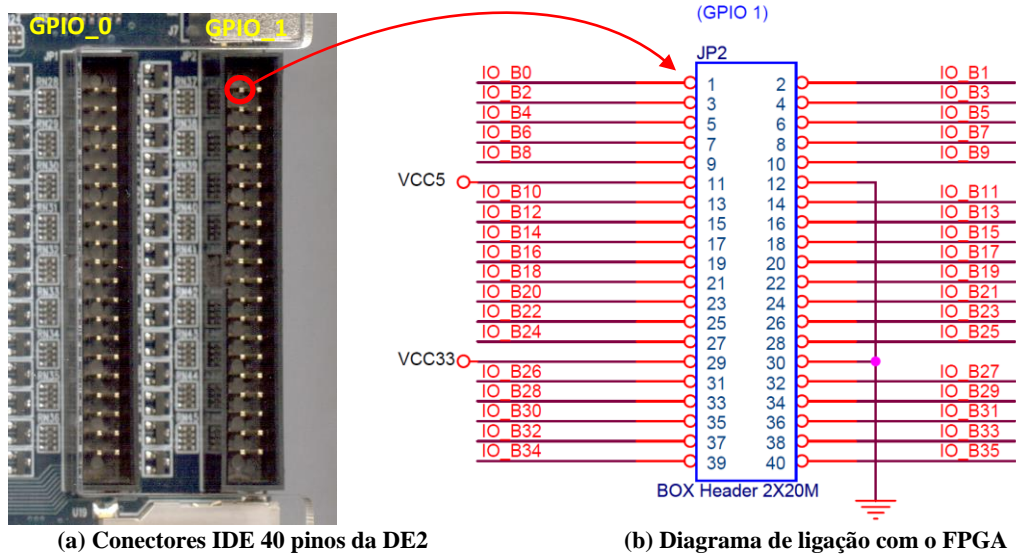 GPIO_0
GPIO_1
JP1
J7
JP2
U19
(a) Conectores IDE 40 pinos da DE2
(GPIO 1)
JP2
IO_B0 1 2 IO_B1
IO_B2 3 4 IO_B3
IO_B4 5 6 IO_B5
IO_B6 7 8 IO_B7
IO_B8 9 10 IO_B9
VCC5 11 12
IO_B10 13 14 IO_B11
IO_B12 15 16 IO_B13
IO_B14 17 18 IO_B15
IO_B16 19 20 IO_B17
IO_B18 21 22 IO_B19
IO_B20 23 24 IO_B21
IO_B22 25 26 IO_B23
IO_B24 27 28 IO_B25
VCC33 29 30
IO_B26 31 32 IO_B27
IO_B28 33 34 IO_B29
IO_B30 35 36 IO_B31
IO_B32 37 38 IO_B33
IO_B34 39 40 IO_B35
BOX Header 2X20M
(b) Diagrama de ligação com o FPGA